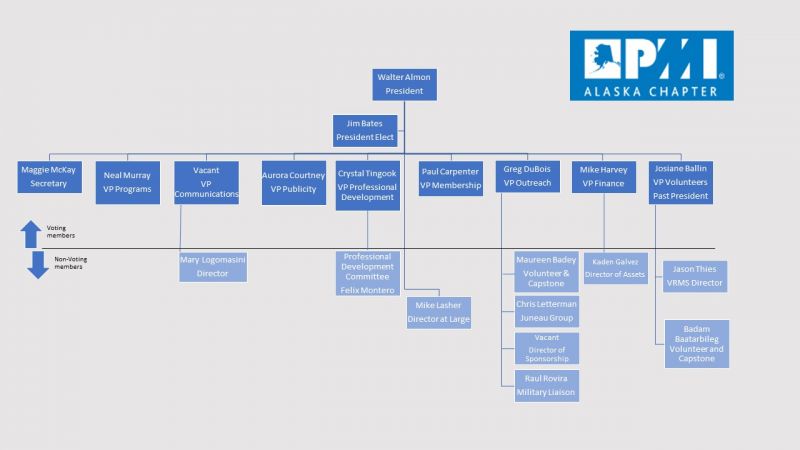 PMI®
ALASKA CHAPTER
Walter Almon
President
Jim Bates
President Elect
Maggie McKay
Secretary
Neal Murray
VP Programs
Vacant
VP
Communications
Aurora Courtney
VP Publicity
Crystal Tingook
VP Professional
Development
Paul Carpenter
VP Membership
Greg DuBois
VP Outreach
Mike Harvey
VP Finance
Josiane Ballin
VP Volunteers
Past President
Voting
members
Non-Voting
members
Mary Logomasini
Director
Professional
Development
Committee
Felix Montero
Mike Lasher
Director at Large
Maureen Badey
Volunteer &
Capstone
Chris Letterman
Juneau Group
Vacant
Director of
Sponsorship
Raul Rovira
Military Liaison
Kaden Galvez
Director of Assets
Jason Thies
VRMS Director
Badam
Baatarbileg
Volunteer and
Capstone